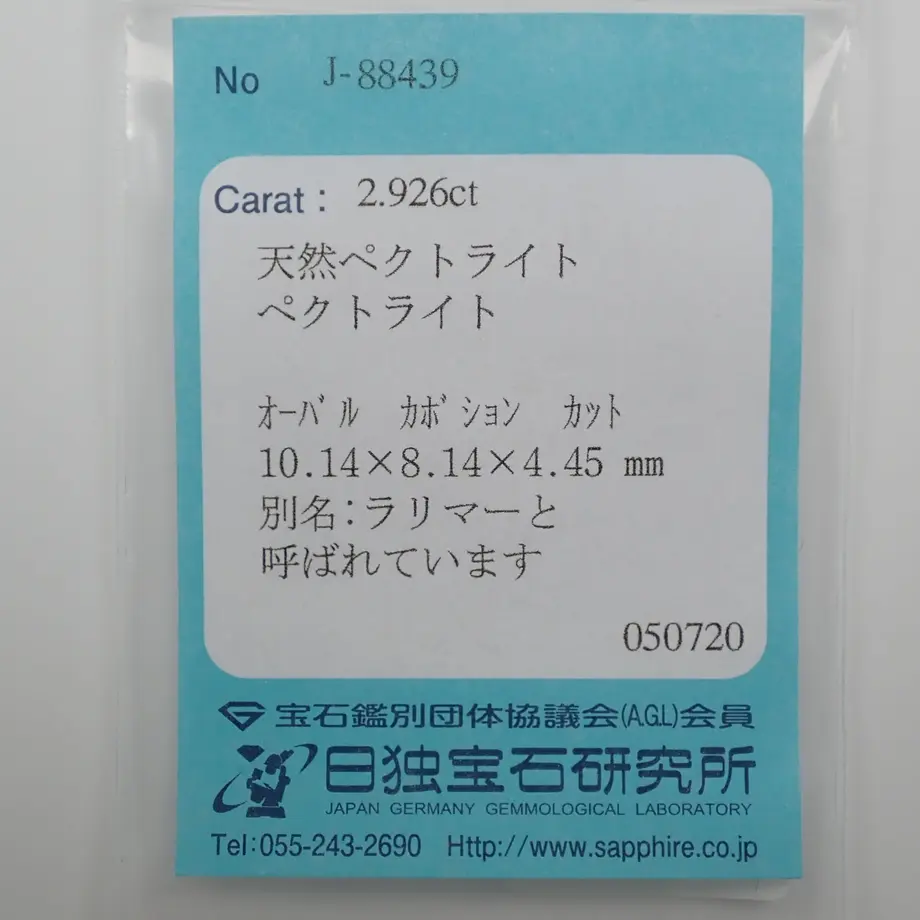 No J-88439
Carat : 2.926ct
天然ペクトライト
ペクトライト
ｵｰﾊﾞﾙ ｶﾎﾞｼｮﾝ ｶｯﾄ
10.14×8.14×4.45 mm
別名:ラリマーと
呼ばれています
050720
宝石鑑別団体協議会(A.G.L)会員
日独宝石研究所
JAPAN GERMANY GEMMOLOGICAL LABORATORY
Tel:055-243-2690 Http://www.sapphire.co.jp